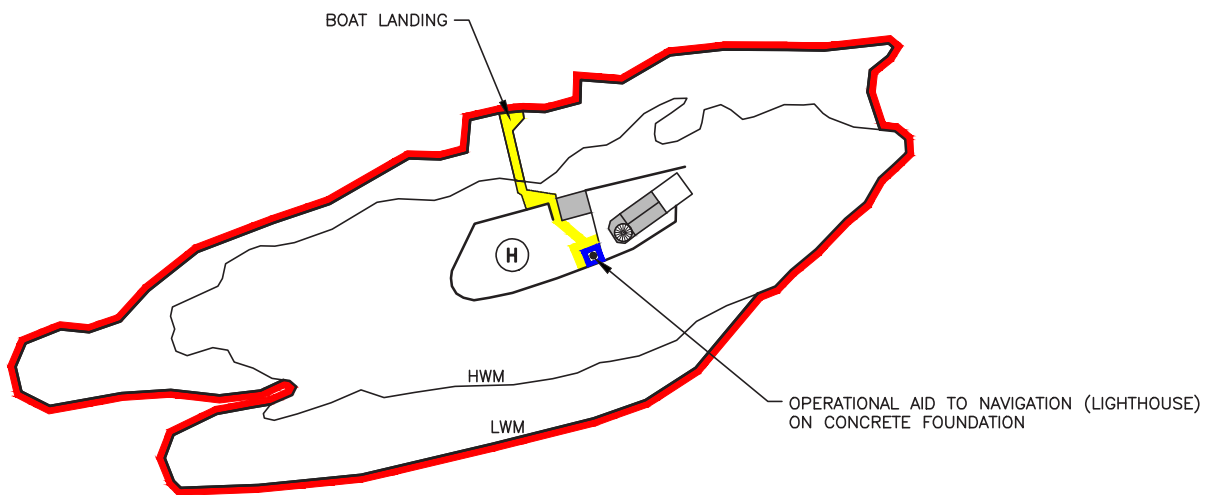 BOAT LANDING
H
HWM
OPERATIONAL AID TO NAVIGATION (LIGHTHOUSE)
ON CONCRETE FOUNDATION
LWM